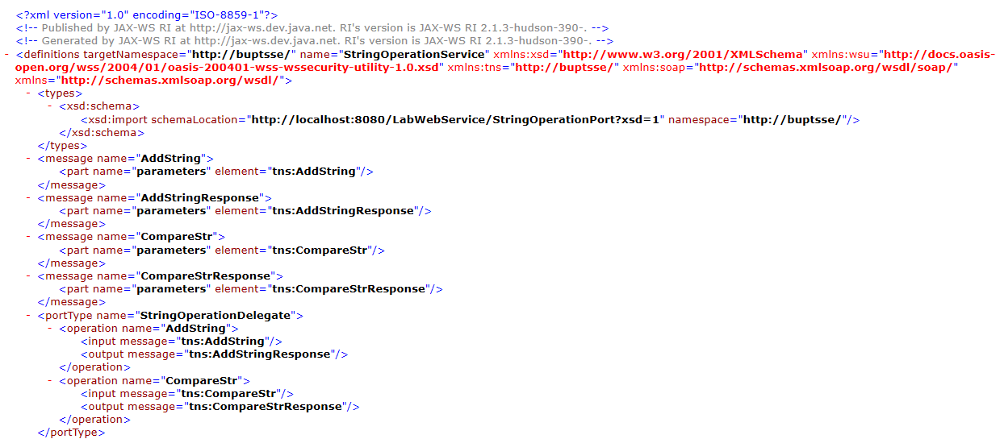 <?xml version="1.0" encoding="ISO-8859-1"?>
<!-- Published by JAX-WS RI at http://jax-ws.dev.java.net. RI's version is JAX-WS RI 2.1.3-hudson-390-. -->
<!-- Generated by JAX-WS RI at http://jax-ws.dev.java.net. RI's version is JAX-WS RI 2.1.3-hudson-390-. -->
- <definitions targetNamespace="http://buptsse/" name="StringOperationService" xmlns:xsd="http://www.w3.org/2001/XMLSchema" xmlns:wsu="http://docs.oasis-
open.org/wss/2004/01/oasis-200401-wss-wssecurity-utility-1.0.xsd" xmlns:tns="http://buptsse/" xmlns:soap="http://schemas.xmlsoap.org/wsdl/soap/"
xmlns="http://schemas.xmlsoap.org/wsdl/">
- <types>
- <xsd:schema>
<xsd:import schemaLocation="http://localhost:8080/LabWebService/StringOperationPort?xsd=1" namespace="http://buptsse/"/>
</xsd:schema>
</types>
- <message name="AddString">
<part name="parameters" element="tns:AddString"/>
</message>
- <message name="AddStringResponse">
<part name="parameters" element="tns:AddStringResponse"/>
</message>
- <message name="CompareStr">
<part name="parameters" element="tns:CompareStr"/>
</message>
- <message name="CompareStrResponse">
<part name="parameters" element="tns:CompareStrResponse"/>
</message>
- <portType name="StringOperationDelegate">
- <operation name="AddString">
<input message="tns:AddString"/>
<output message="tns:AddStringResponse"/>
</operation>
- <operation name="CompareStr">
<input message="tns:CompareStr"/>
<output message="tns:CompareStrResponse"/>
</operation>
</portType>